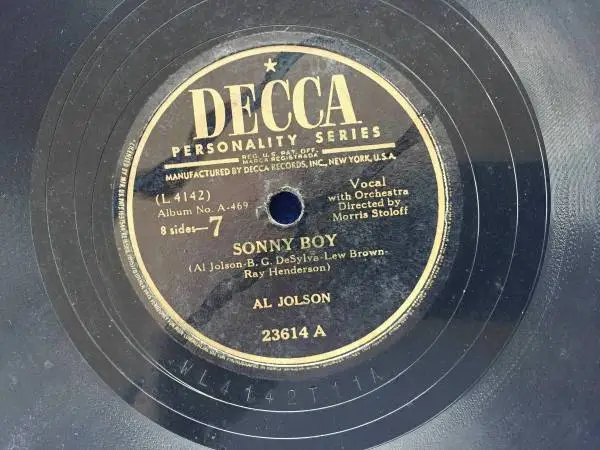 DECCA
PERSONALITY SERIES
REG. U.S. PAT. OFF.
MARCA REGISTRADA
MANUFACTURED BY DECCA RECORDS, INC., NEW YORK, U.S.A.
(L 4142)
Album No. A-469
8 sides—7
Vocal
with Orchestra
Directed by
Morris Stoloff
SONNY BOY
(Al Jolson-B. G. DeSylva-Lew Brown-
Ray Henderson)
AL JOLSON
23614 A
WL4142T11A